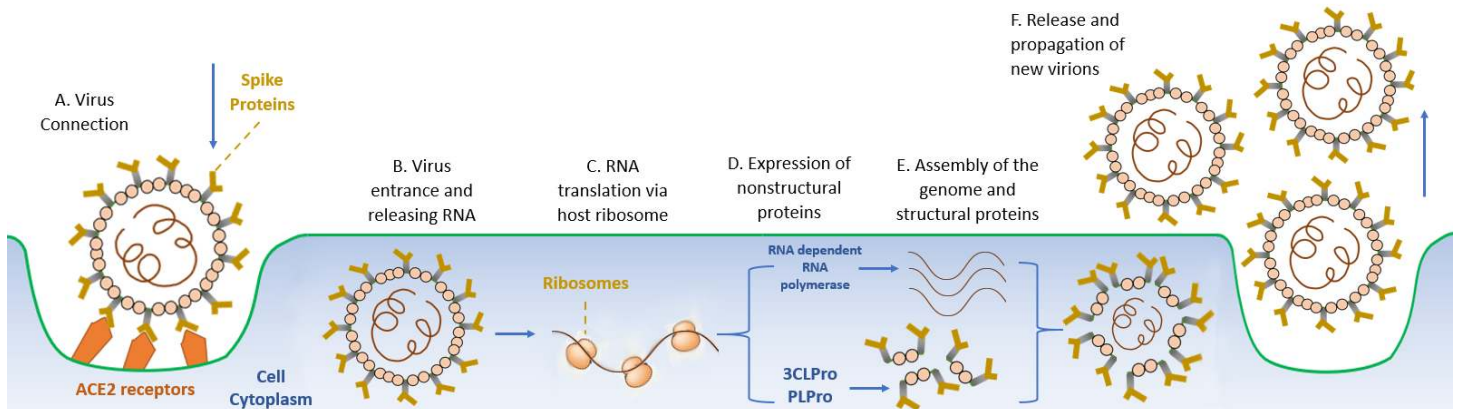 A. Virus
Connection
Spike
Proteins
ACE2 receptors
Cell
Cytoplasm
B. Virus
entrance and
releasing RNA
C. RNA
translation via
host ribosome
Ribosomes
D. Expression of
nonstructural
proteins
RNA dependent
RNA
polymerase
3CLPro
PLPro
E. Assembly of the
genome and
structural proteins
F. Release and
propagation of
new virions